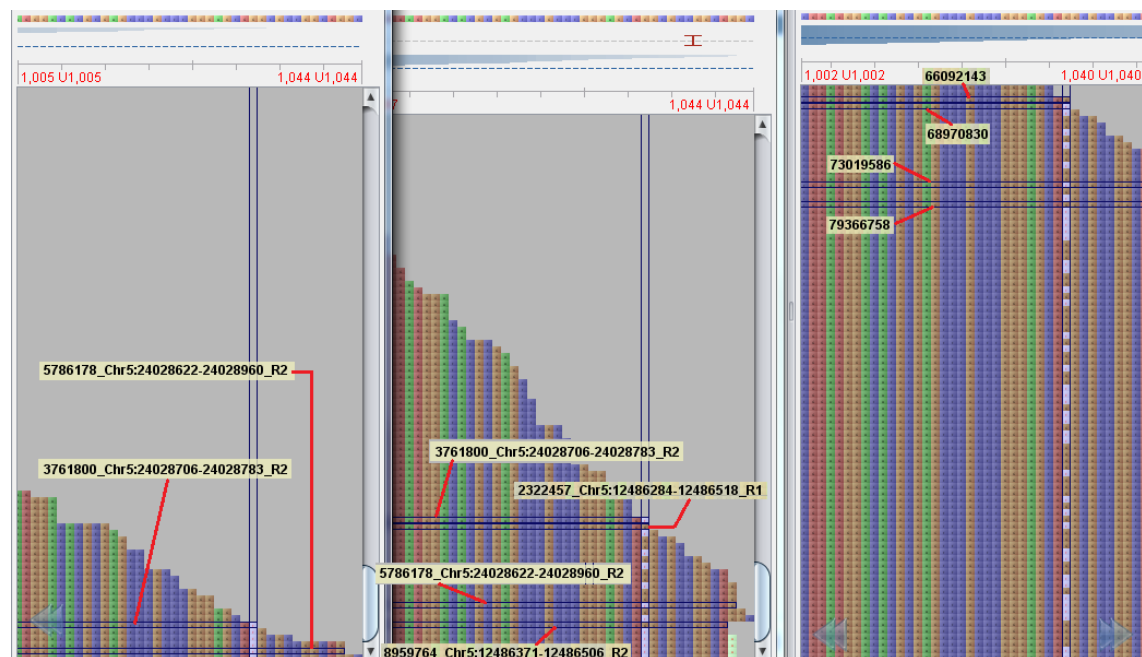 1,005 U1,005
1,044 U1,044
5786178_Chr5:24028622-24028960_R2
3761800_Chr5:24028706-24028783_R2
7
1,044 U1,044
3761800_Chr5:24028706-24028783_R2
2322457_Chr5:12486284-12486518_R1
5786178_Chr5:24028622-24028960_R2
8959764_Chr5:12486371-12486506_R2
1,002 U1,002
1,040 U1,040
66092143
68970830
73019586
79366758